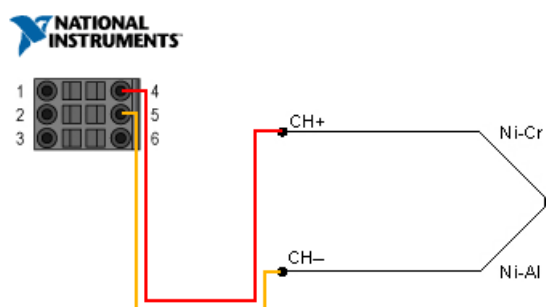 NATIONAL
INSTRUMENTS
1 4
2 5
3 6
CH+
Ni-Cr
CH–
Ni-Al